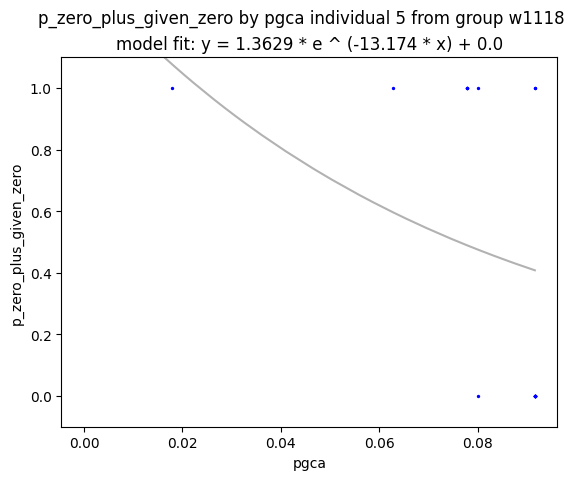 p_zero_plus_given_zero by pgca individual 5 from group w1118
model fit: y = 1.3629 * e ^ (-13.174 * x) + 0.0
1.0
0.8
0.6
0.4
0.2
0.0
p_zero_plus_given_zero
0.00 0.02 0.04 0.06 0.08
pgca